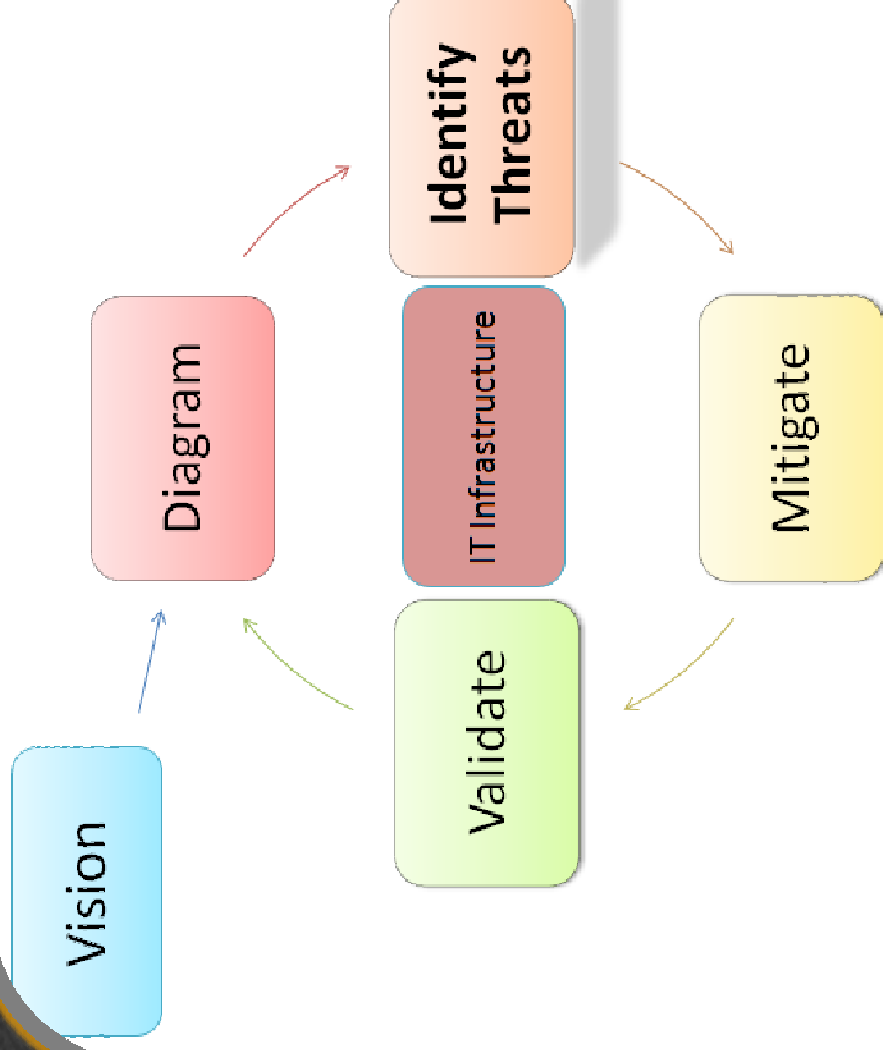 Vision
Diagram
Identify
Threats
IT Infrastructure
Validate
Mitigate